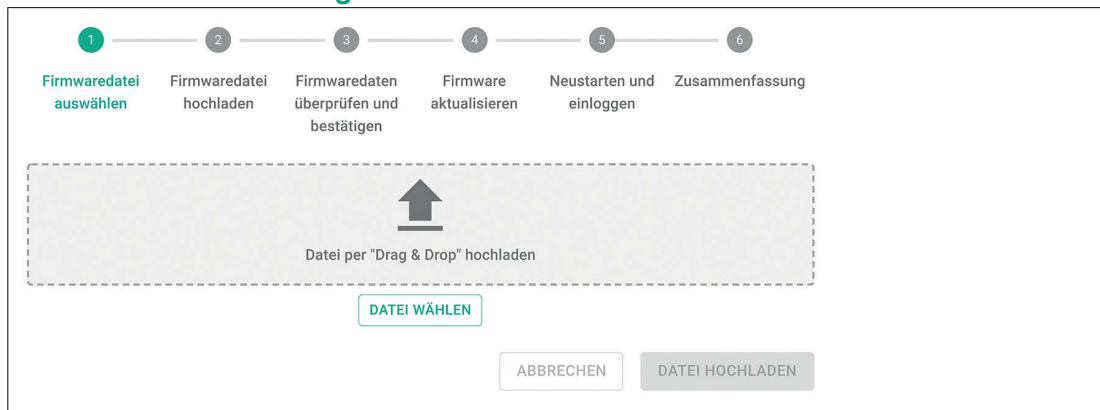 1 2 3 4 5 6
Firmwaredatei Firmwaredatei Firmwaredaten Firmware Neustarten und Zusammenfassung
auswählen hochladen überprüfen und aktualisieren einloggen
bestätigen
Datei per "Drag & Drop" hochladen
DATEI WÄHLEN
ABBRECHEN DATEI HOCHLADEN